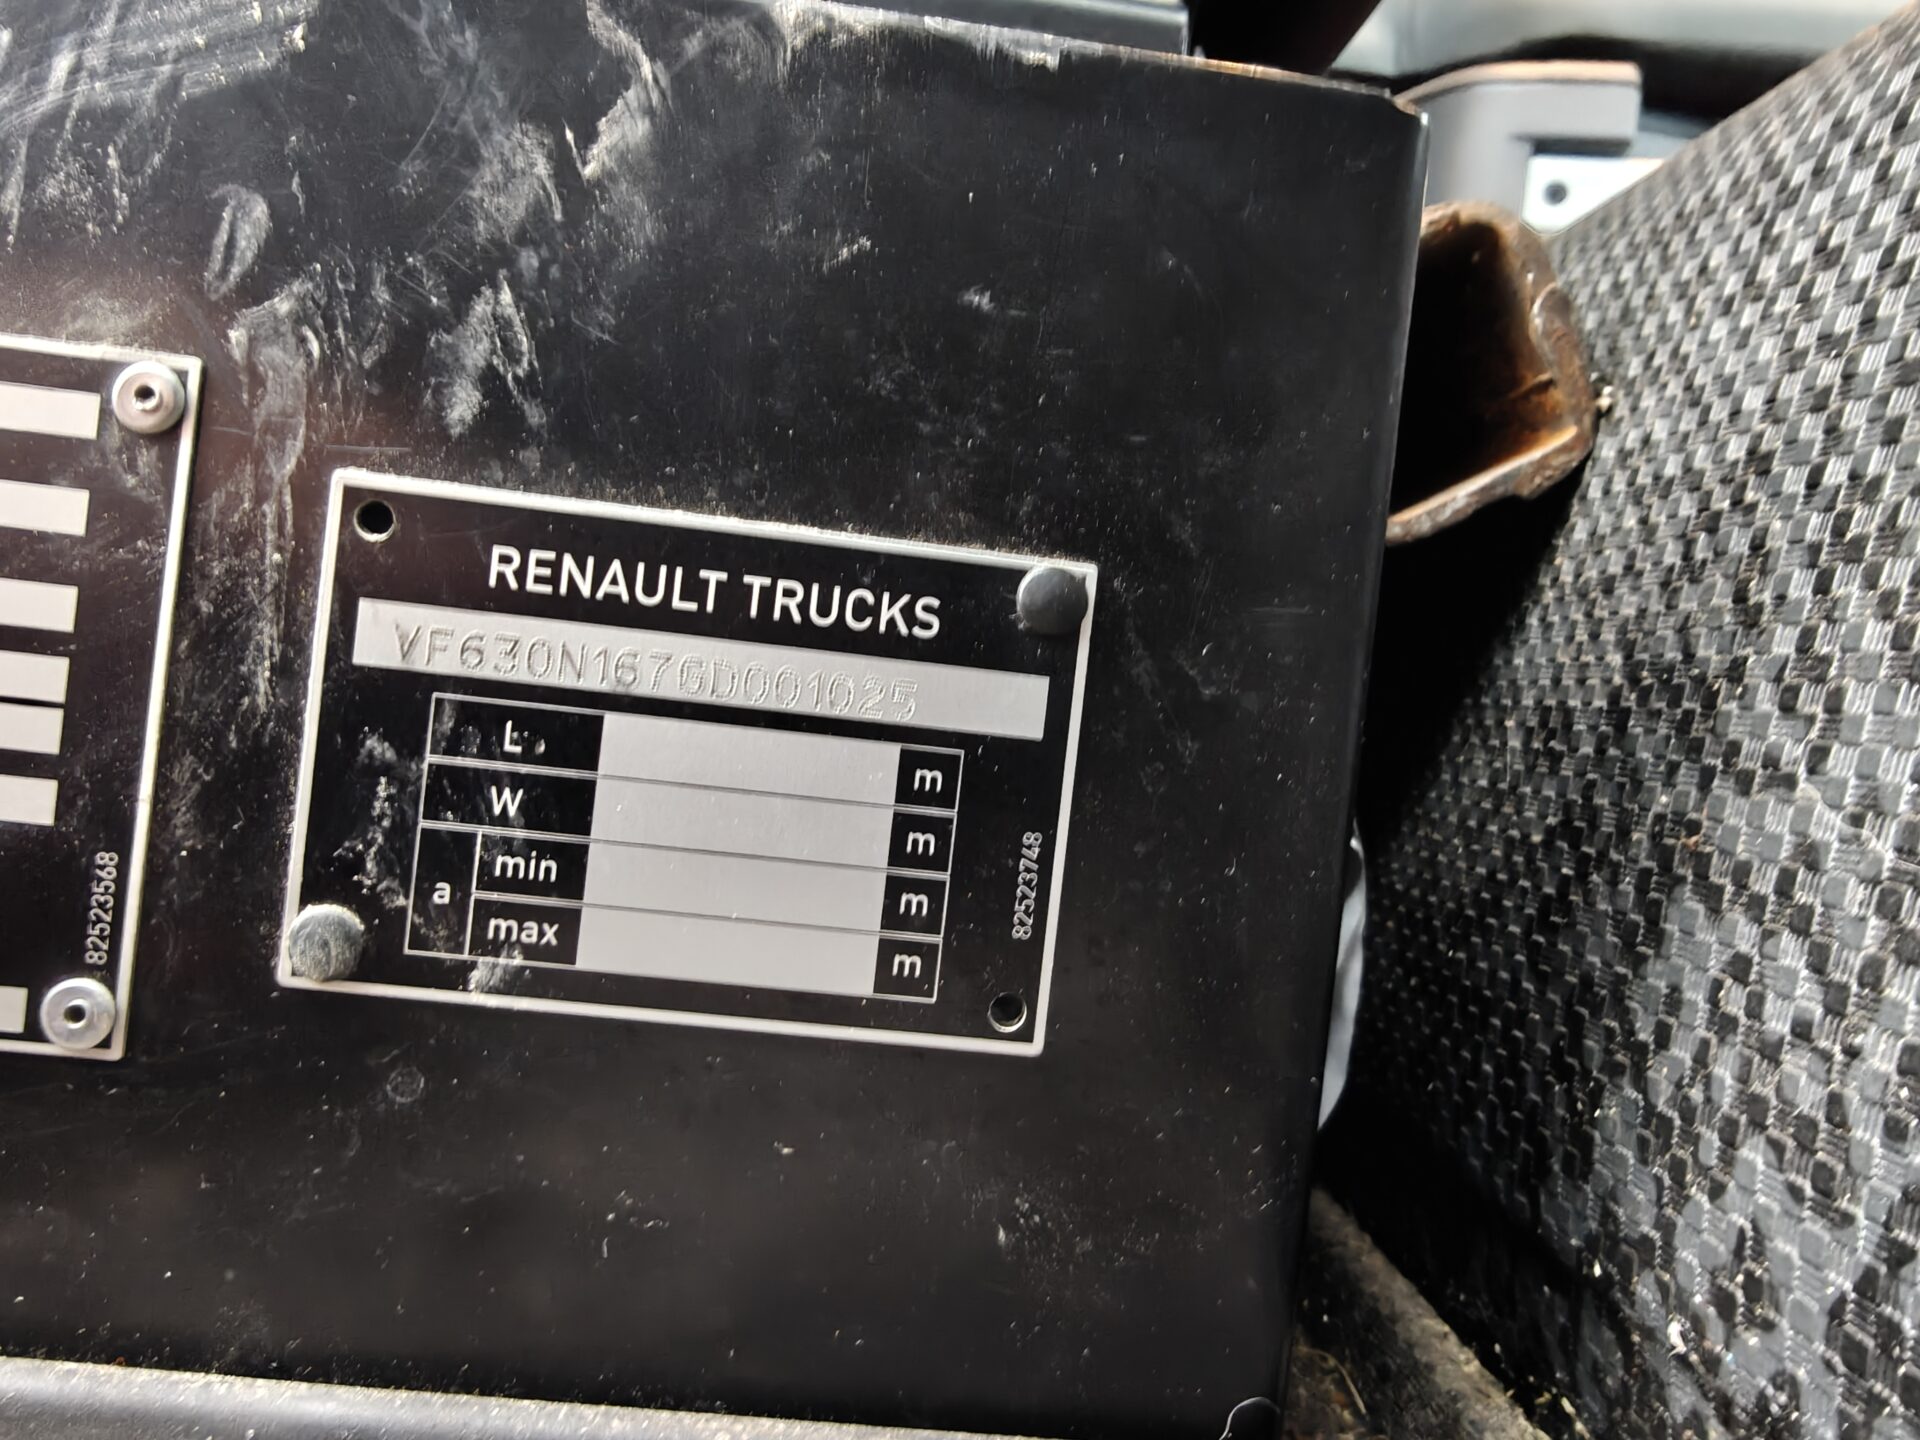 RENAULT TRUCKS
VF630N167GD001025
L m
W m
a min m
max m
82523748
82523568